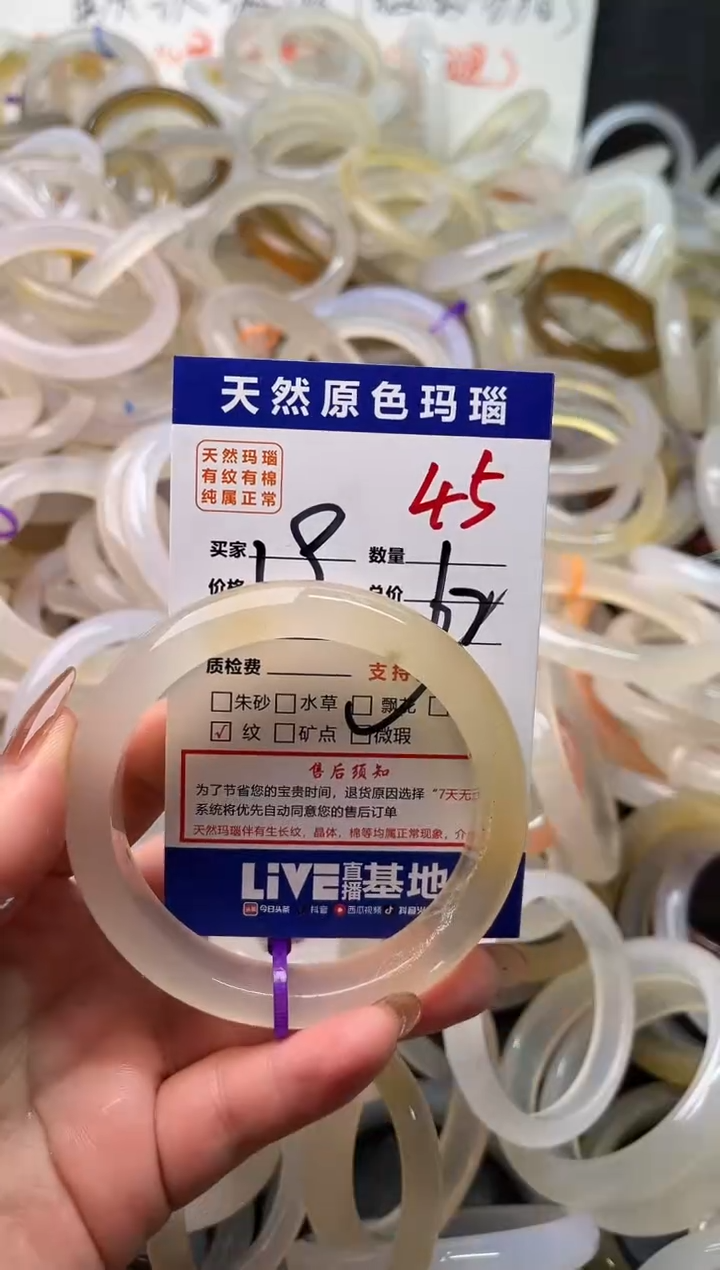 天然原色玛瑙
天然玛瑙
有纹有棉
纯属正常
45
买家 18 数量
价格 总价
质检费 支持
朱砂 水草 飘花
纹 矿点 微瑕
售后须知
为了节省您的宝贵时间，退货原因选择“7天无
系统将优先自动同意您的售后订单
天然玛瑙伴有生长纹，晶体，棉等均属正常现象，介
LiVE直播基地
今日头条 抖音 西瓜视频 抖音火